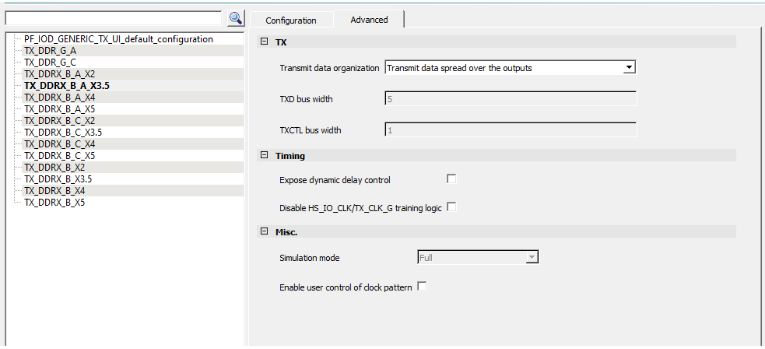 Configuration
Advanced
PF_IOD_GENERIC_TX_UI_default_configuration
TX_DDR_G_A
TX_DDR_G_C
TX_DDRX_B_A_X2
TX_DDRX_B_A_X3.5
TX_DDRX_B_A_X4
TX_DDRX_B_A_X5
TX_DDRX_B_C_X2
TX_DDRX_B_C_X3.5
TX_DDRX_B_C_X4
TX_DDRX_B_C_X5
TX_DDRX_B_X2
TX_DDRX_B_X3.5
TX_DDRX_B_X4
TX_DDRX_B_X5
TX
Transmit data organization Transmit data spread over the outputs
TXD bus width 5
TXCTL bus width 1
Timing
Expose dynamic delay control
Disable HS_IO_CLK/TX_CLK_G training logic
Misc.
Simulation mode Full
Enable user control of clock pattern